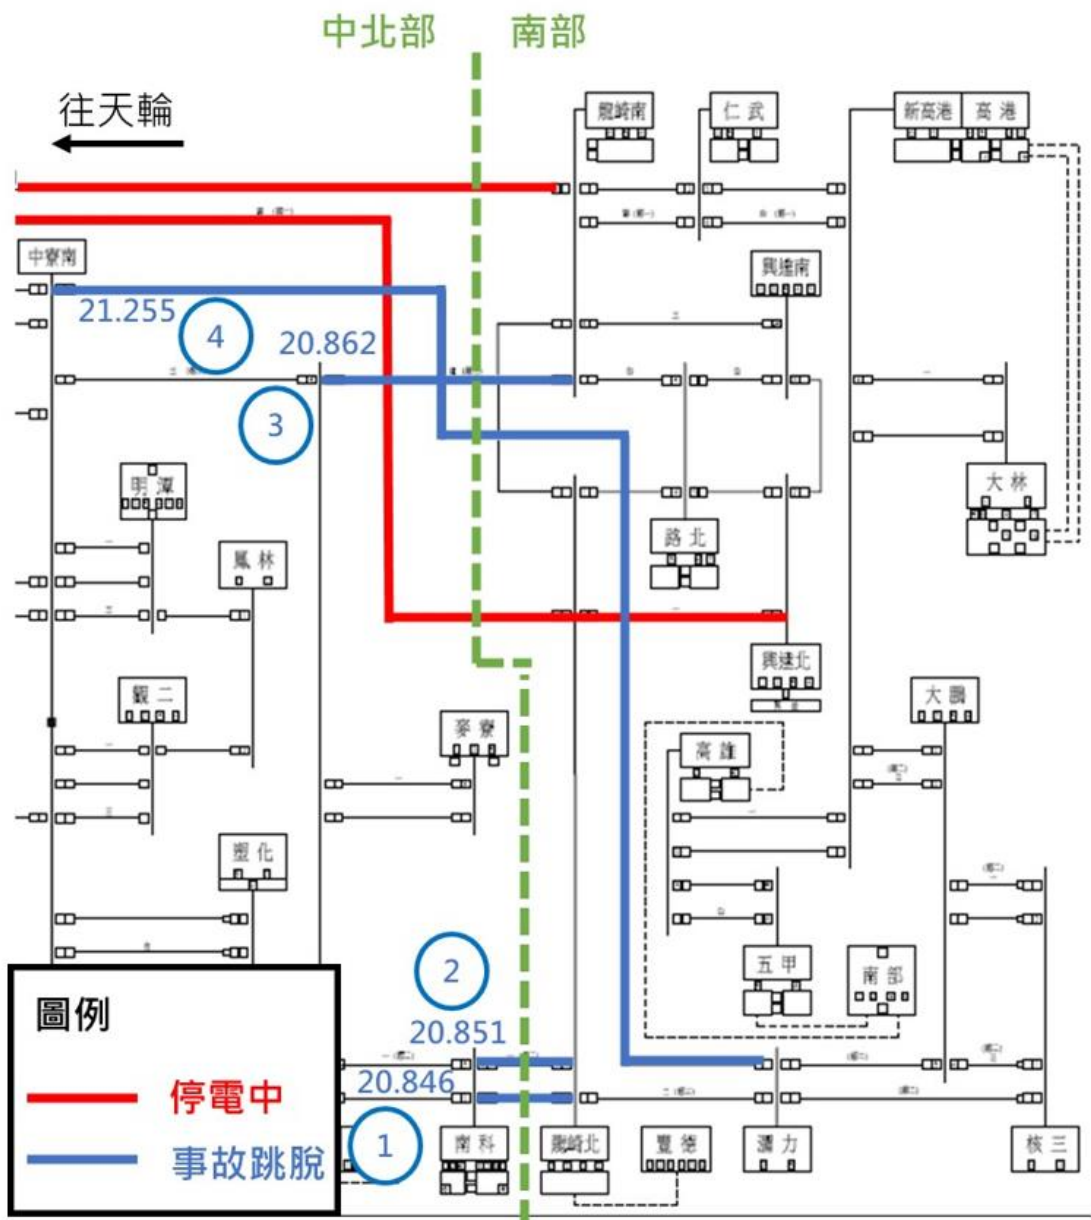 中北部
南部
往天輪
龍崎南
仁武
新高港
高港
中寮南
興達南
21.255
4
20.862
3
明潭
大林
路北
鳳林
興達北
觀二
大鵬
麥寮
高雄
塑化
五甲
南部
2
20.851
20.846
1
南科
龍崎北
豐德
瀰力
核三
圖例
停電中
事故跳脫